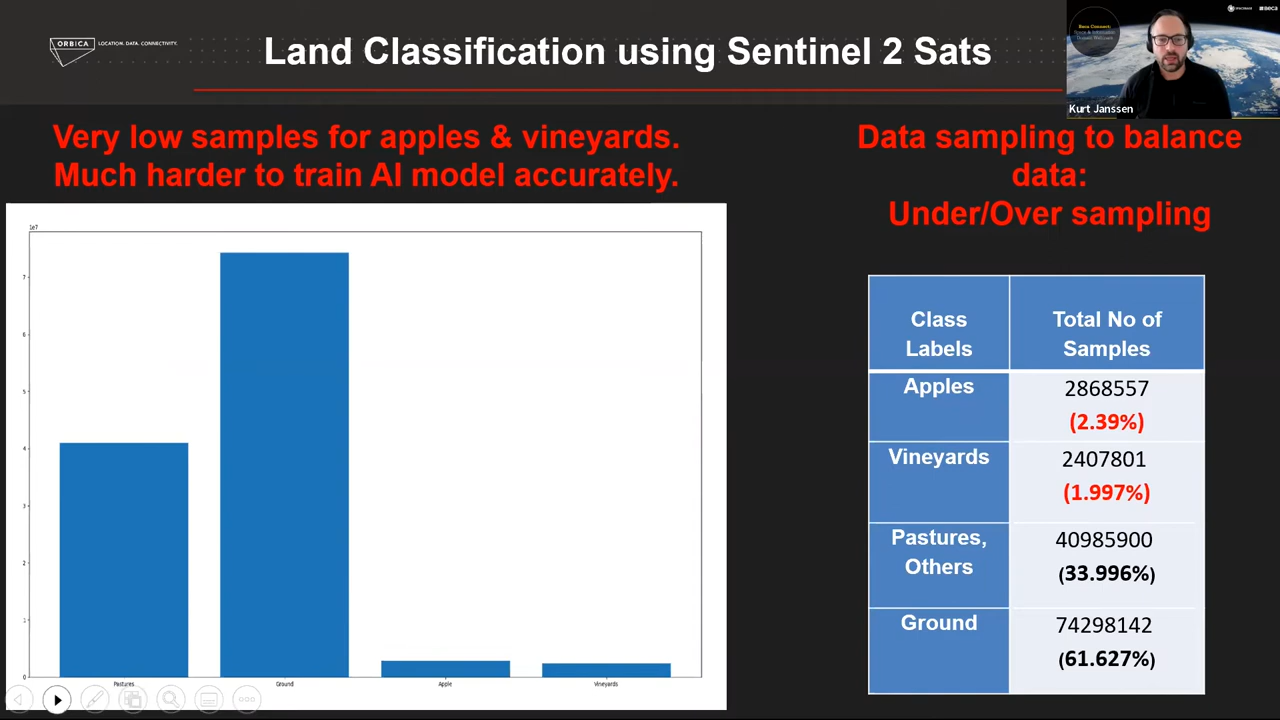 ORBICA
LOCATION. DATA. CONNECTIVITY.
Land Classification using Sentinel 2 Sats
Kurt Janssen
Very low samples for apples & vineyards.
Much harder to train AI model accurately.
Data sampling to balance
data:
Under/Over sampling
1e7
7
6
5
4
3
2
1
0
Pastures
Ground
Apple
Vineyards
Class
Labels
Total No of
Samples
Apples
2868557
(2.39%)
Vineyards
2407801
(1.997%)
Pastures,
Others
40985900
(33.996%)
Ground
74298142
(61.627%)